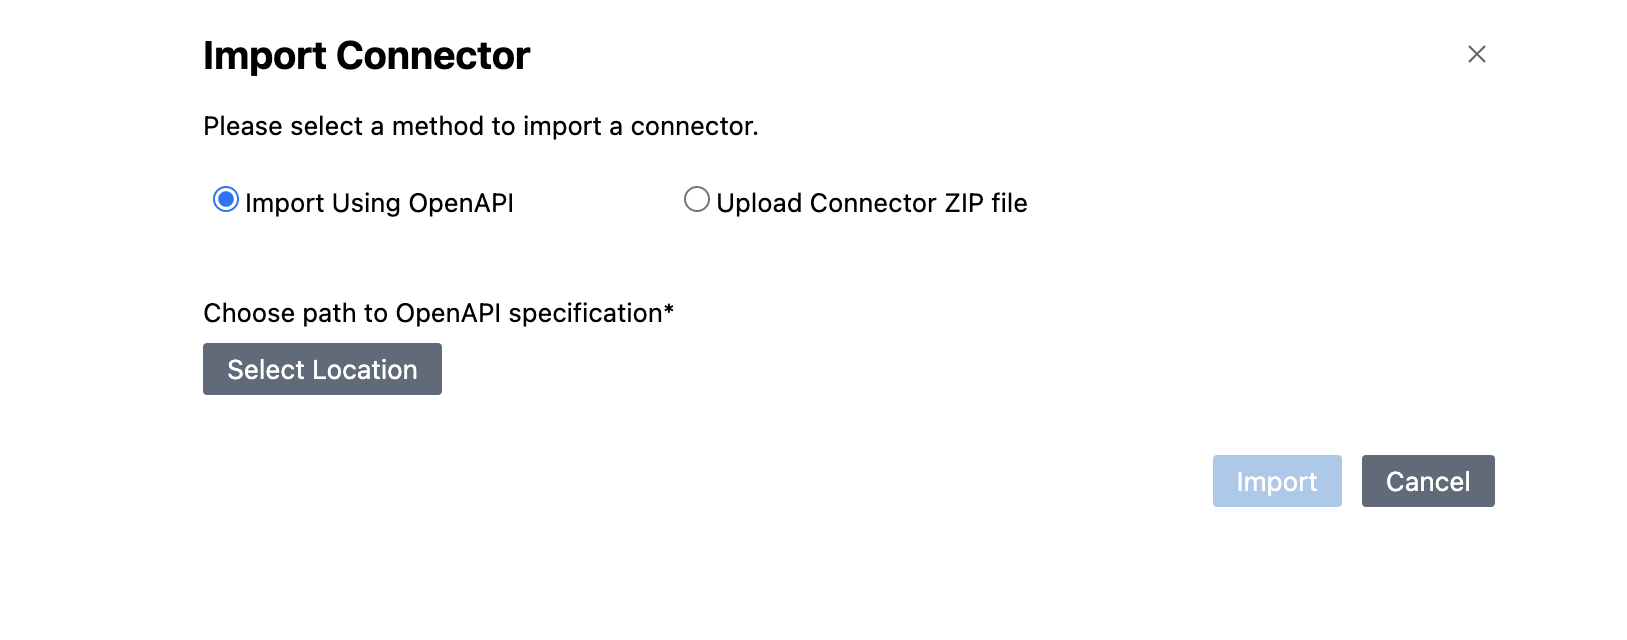 Import Connector
Please select a method to import a connector.
Import Using OpenAPI
Upload Connector ZIP file
Choose path to OpenAPI specification*
Select Location
Import
Cancel